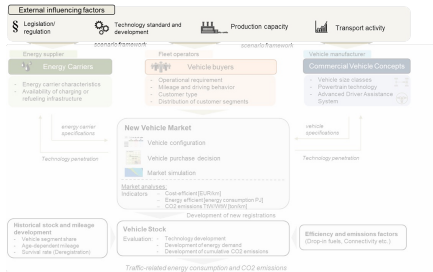 External influencing factors
§ Legislation/
regulation
Technology standard and
development
Production capacity
Transport activity
scenario framework
scenario framework
Energy supplier
Fleet operators
Vehicle manufacturer
Energy Carriers
Vehicle buyers
Commercial Vehicle Concepts
- Energy carrier characteristics
- Availability of charging or
refueling infrastructure
- Operational requirement
- Mileage and driving behavior
- Customer type
- Distribution of customer segments
- Vehicle size classes
- Powertrain technology
- Advanced Driver Assistance
System
energy carrier
specifications
vehicle
specifications
New Vehicle Market
Vehicle configuration
Vehicle purchase decision
Market simulation
Technology penetration
Technology penetration
Market analyses:
Indicators - Cost-efficient [EUR/km]
- Energy efficient [energy consumption PJ]
- CO2 emissions
Development of new registrations
Historical stock and mileage
development
- Vehicle segment share
- Age-dependent mileage
- Survival rate (Deregistration)
Vehicle Stock
Evaluation: - Technology development
- Development of energy demand
- Development of cumulative CO2 emissions
Efficiency and emissions factors
(Drop-in fuels, Connectivity etc.)
Traffic-related energy consumption and CO2 emissions